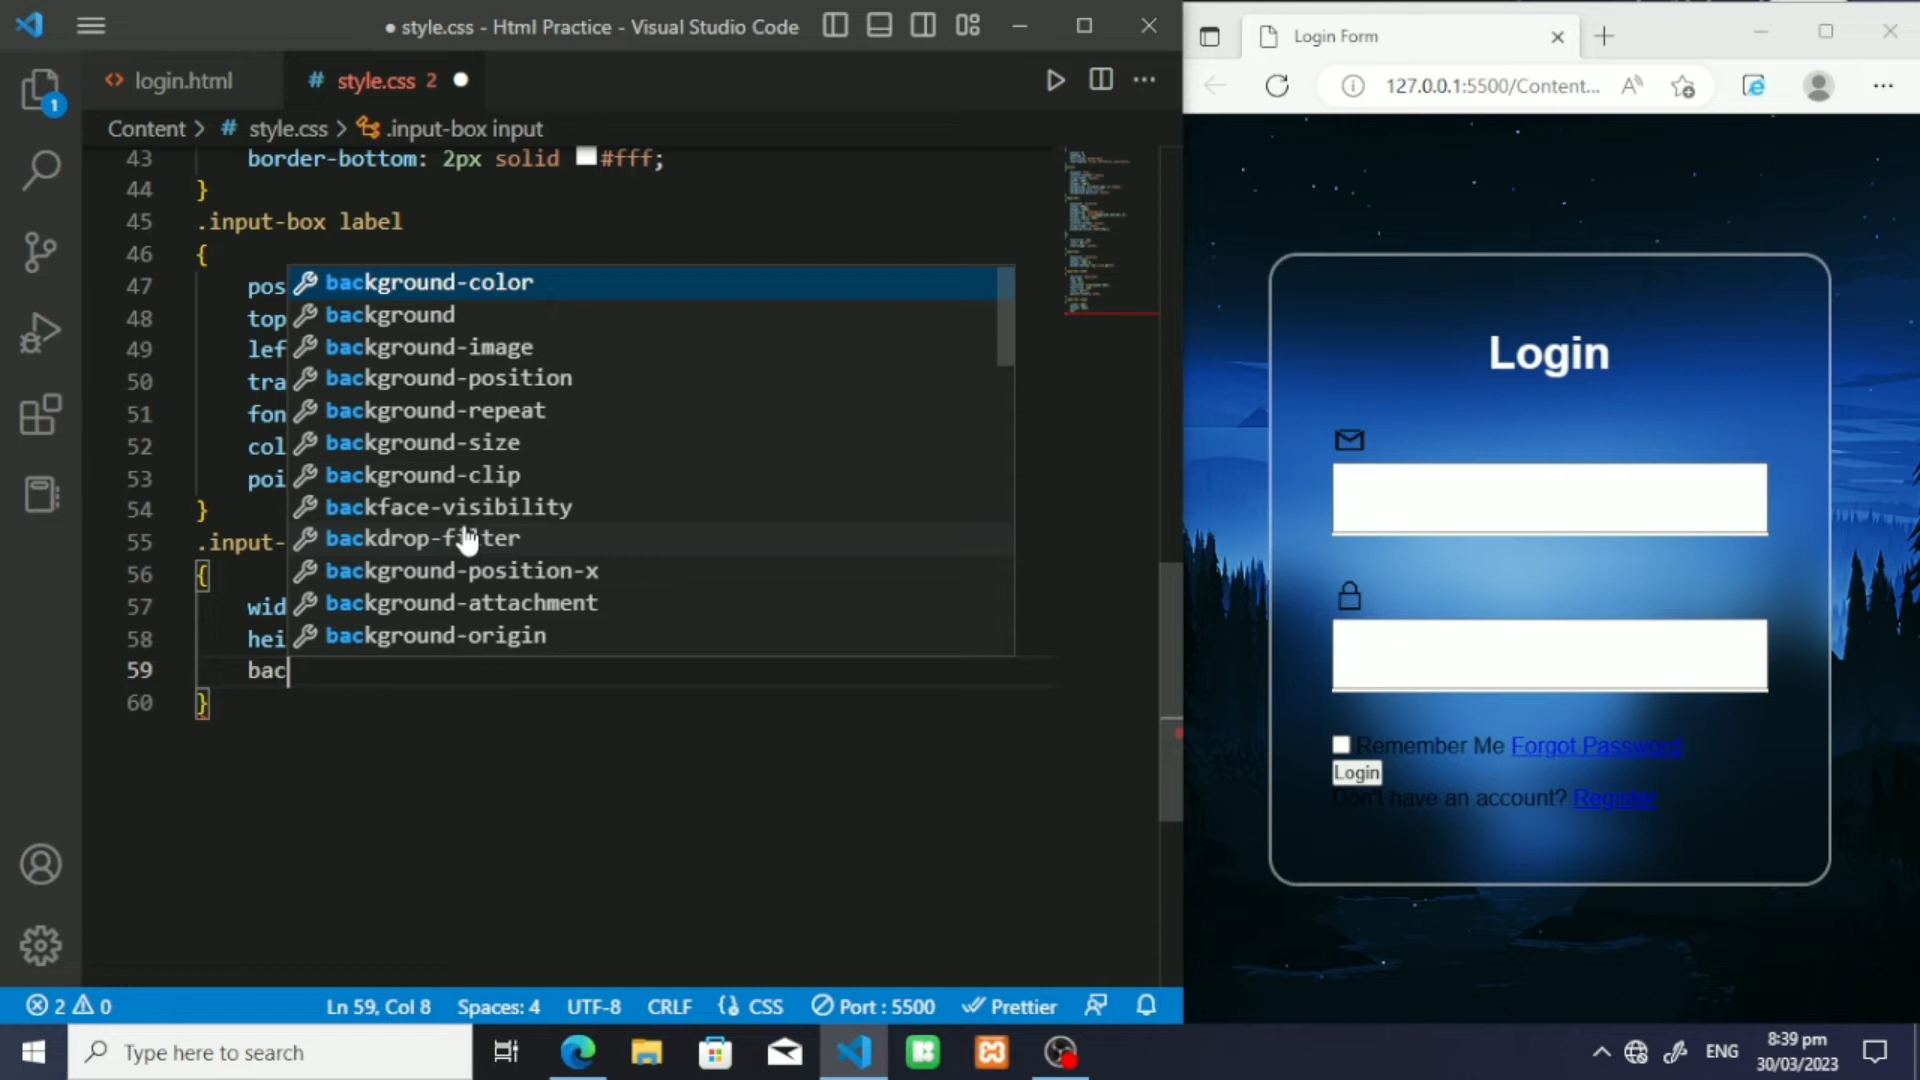 ● style.css - Html Practice - Visual Studio Code
<> login.html
# style.css 2 ●
1
Content > # style.css > .input-box input
43 border-bottom: 2px solid #fff;
44 }
45 .input-box label
46 {
47 pos
48 top
49 lef
50 tra
51 fon
52 col
53 poi
54 }
55 .input-
56 {
57 wid
58 hei
59 bac
60 }
background-color
background
background-image
background-position
background-repeat
background-size
background-clip
backface-visibility
backdrop-filter
background-position-x
background-attachment
background-origin
2 0
Ln 59, Col 8
Spaces: 4
UTF-8
CRLF
CSS
Port : 5500
Prettier
Login Form
127.0.0.1:5500/Content...
Login
Remember Me Forgot Password
Login
Don't have an account? Register
Type here to search
ENG
8:39 pm
30/03/2023